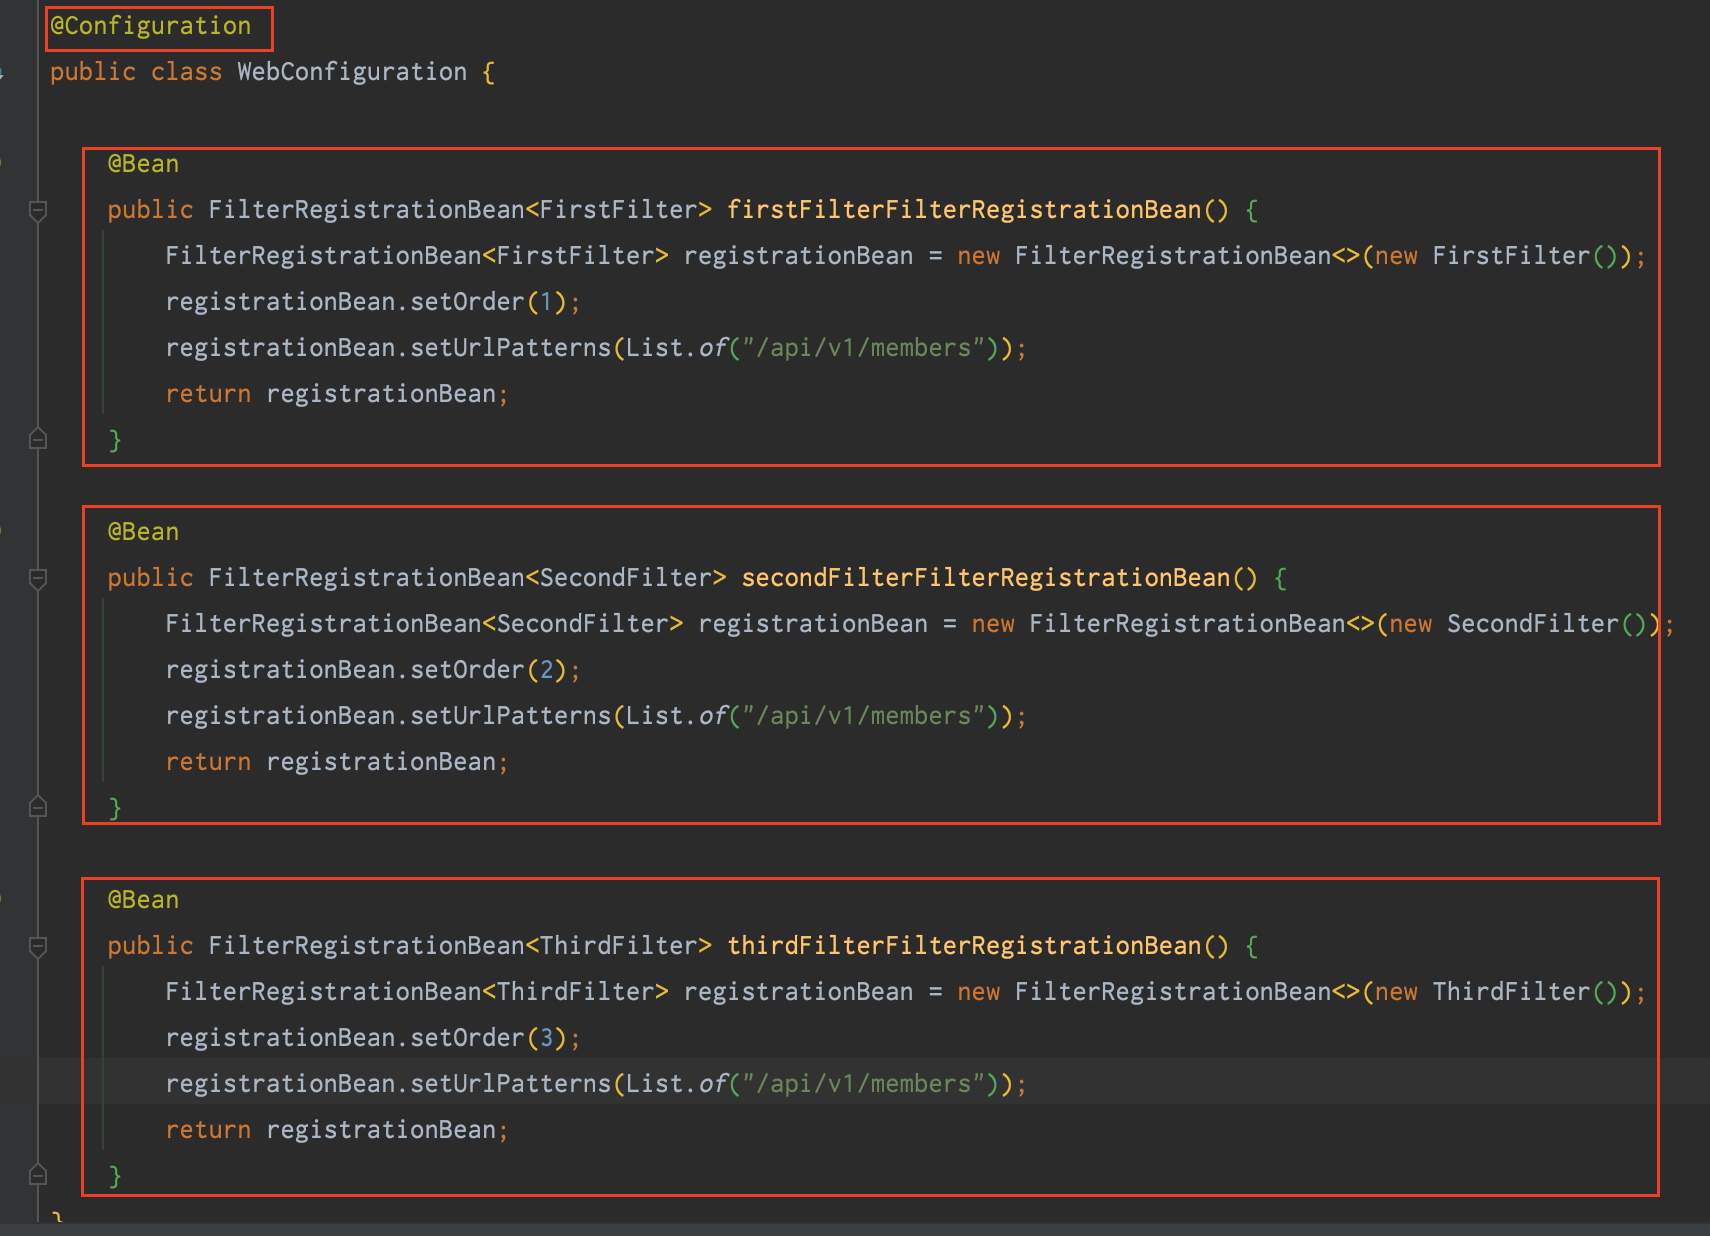 @Configuration
public class WebConfiguration {
@Bean
public FilterRegistrationBean<FirstFilter> firstFilterFilterRegistrationBean() {
FilterRegistrationBean<FirstFilter> registrationBean = new FilterRegistrationBean<>(new FirstFilter());
registrationBean.setOrder(1);
registrationBean.setUrlPatterns(List.of("/api/v1/members"));
return registrationBean;
}
@Bean
public FilterRegistrationBean<SecondFilter> secondFilterFilterRegistrationBean() {
FilterRegistrationBean<SecondFilter> registrationBean = new FilterRegistrationBean<>(new SecondFilter());
registrationBean.setOrder(2);
registrationBean.setUrlPatterns(List.of("/api/v1/members"));
return registrationBean;
}
@Bean
public FilterRegistrationBean<ThirdFilter> thirdFilterFilterRegistrationBean() {
FilterRegistrationBean<ThirdFilter> registrationBean = new FilterRegistrationBean<>(new ThirdFilter());
registrationBean.setOrder(3);
registrationBean.setUrlPatterns(List.of("/api/v1/members"));
return registrationBean;
}
}